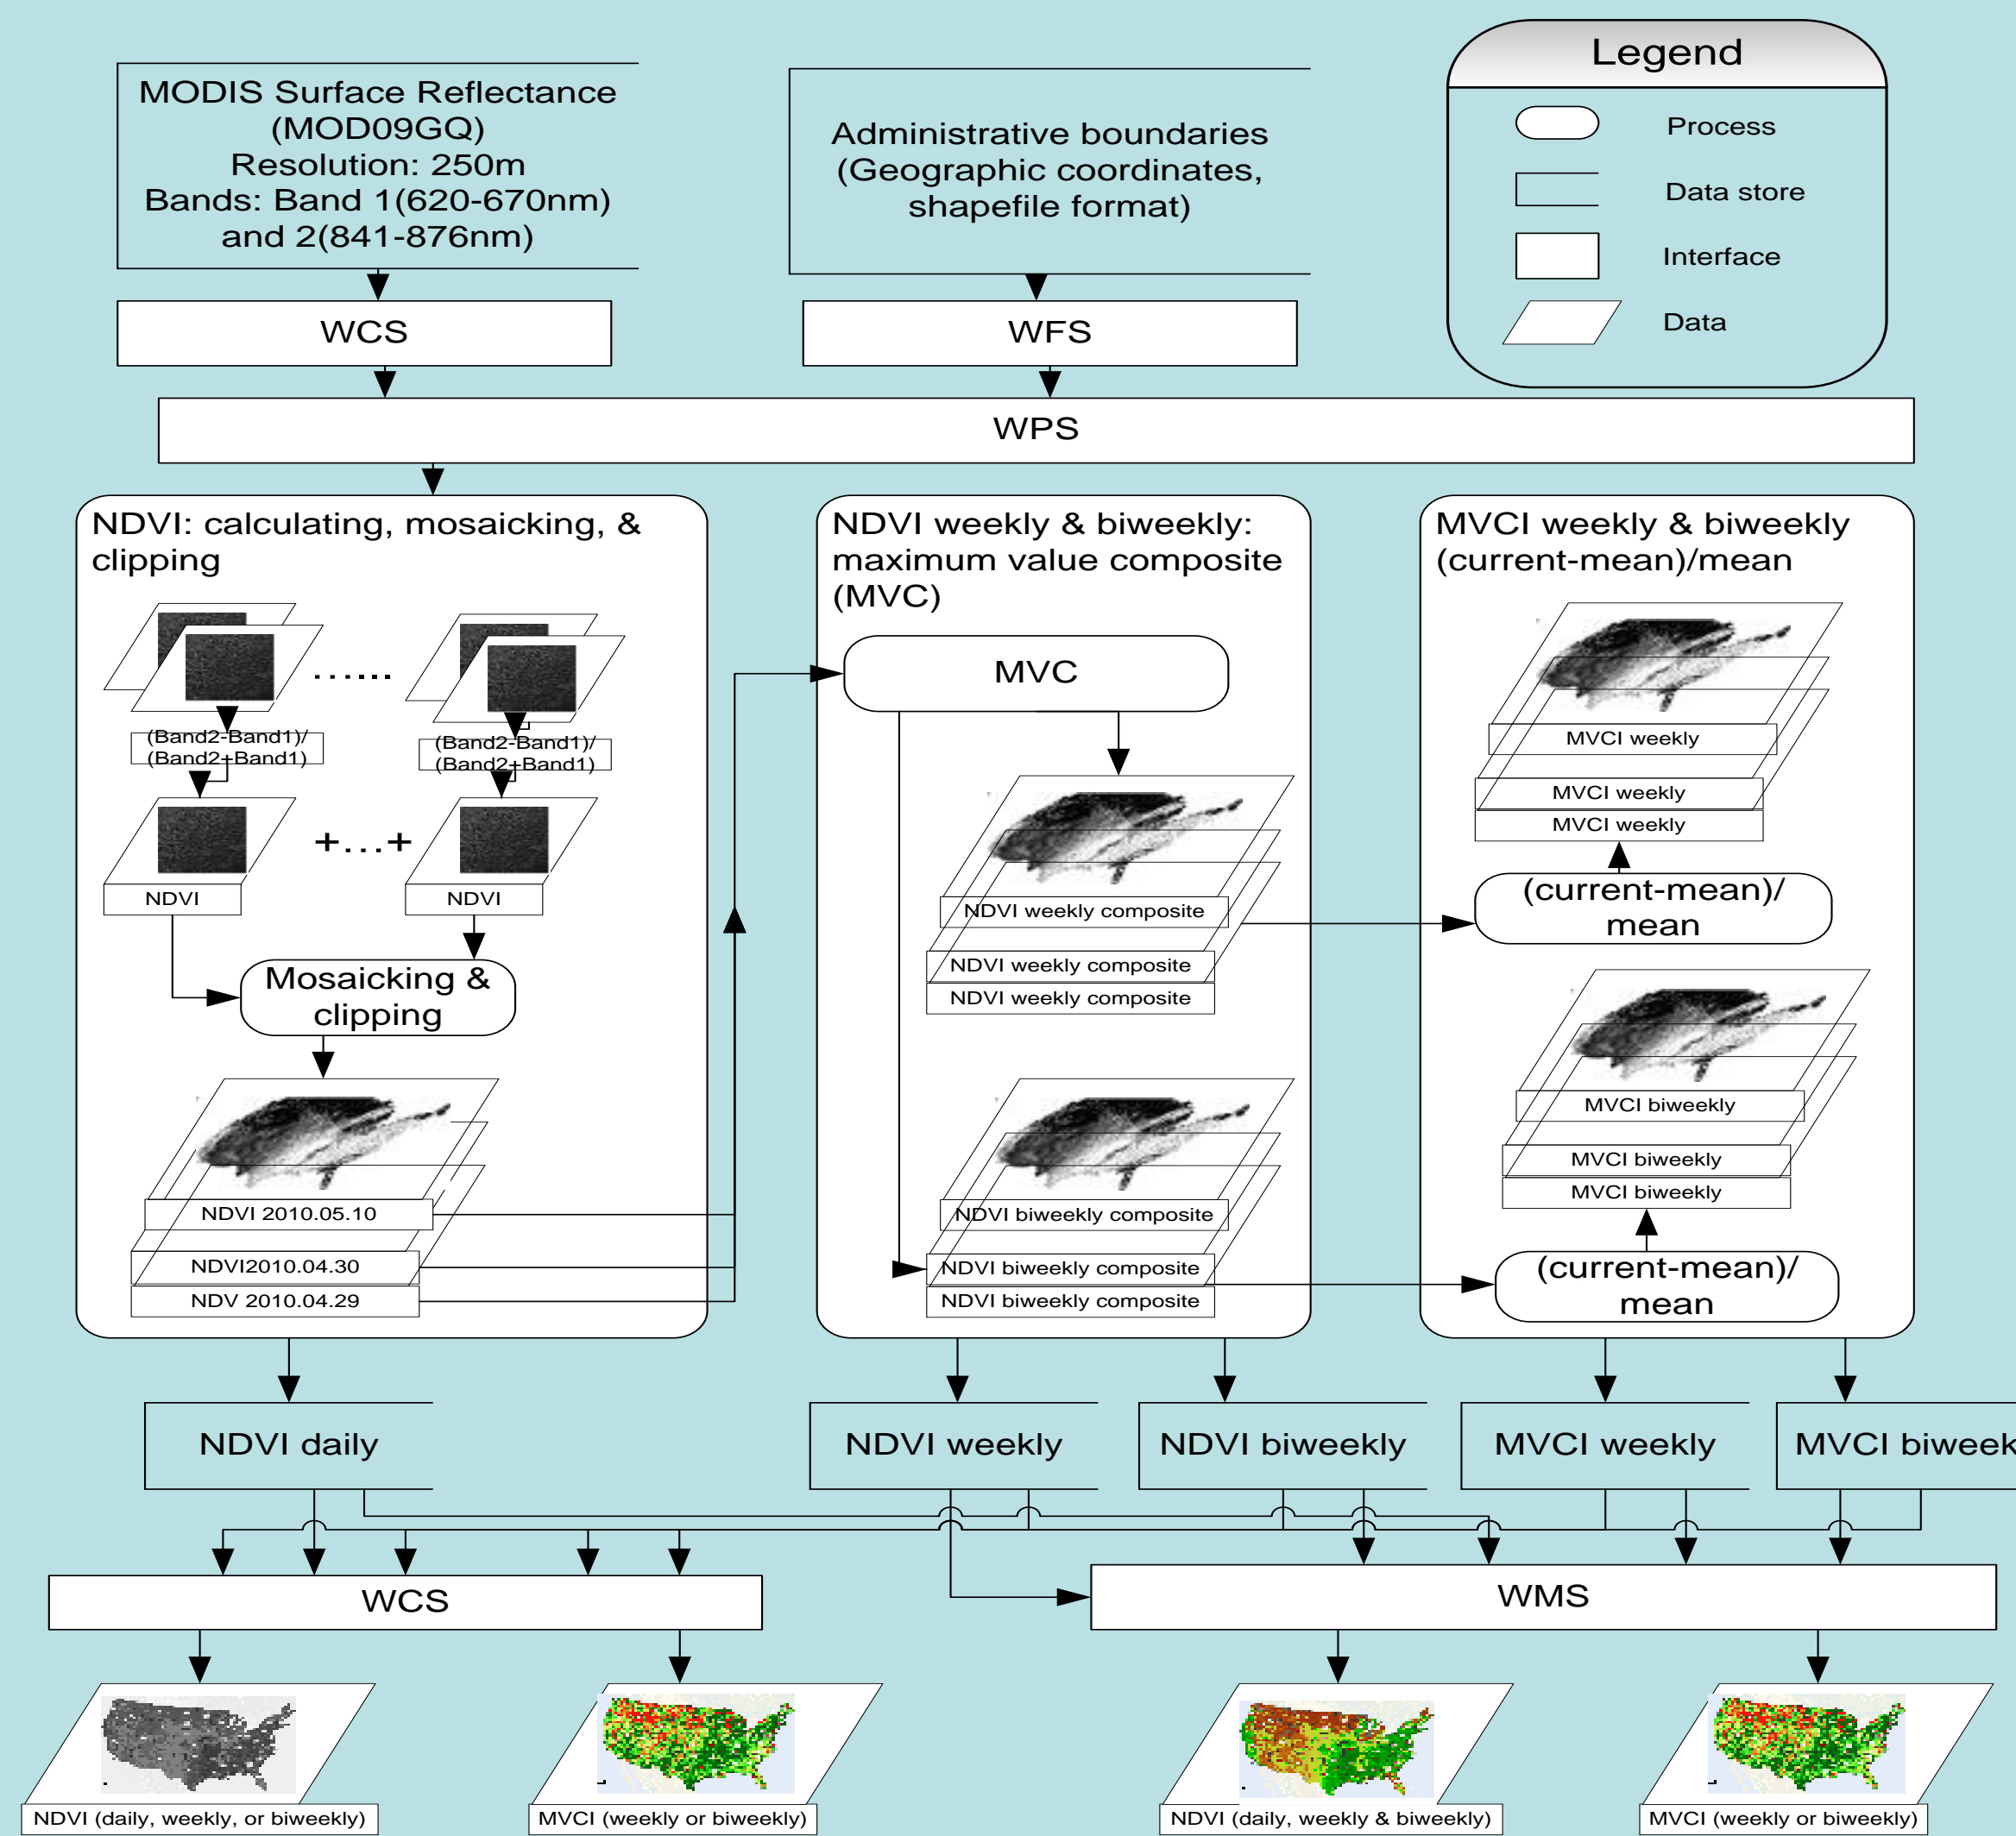 MODIS Surface Reflectance
(MOD09GQ)
Resolution: 250m
Bands: Band 1(620-670nm)
and 2(841-876nm)
Administrative boundaries
(Geographic coordinates,
shapefile format)
Legend
Process
Data store
Interface
Data
WCS
WFS
WPS
NDVI: calculating, mosaicking, &
clipping
......
(Band2-Band1)/
(Band2+Band1)
(Band2-Band1)/
(Band2+Band1)
+...+
NDVI
NDVI
Mosaicking &
clipping
NDVI 2010.05.10
NDVI2010.04.30
NDV 2010.04.29
NDVI weekly & biweekly:
maximum value composite
(MVC)
MVC
NDVI weekly composite
NDVI weekly composite
NDVI weekly composite
NDVI biweekly composite
NDVI biweekly composite
NDVI biweekly composite
MVCI weekly & biweekly
(current-mean)/mean
MVCI weekly
MVCI weekly
MVCI weekly
(current-mean)/
mean
MVCI biweekly
MVCI biweekly
MVCI biweekly
(current-mean)/
mean
NDVI daily
NDVI weekly
NDVI biweekly
MVCI weekly
MVCI biweek
WCS
WMS
NDVI (daily, weekly, or biweekly)
MVCI (weekly or biweekly)
NDVI (daily, weekly & biweekly)
MVCI (weekly or biweekly)